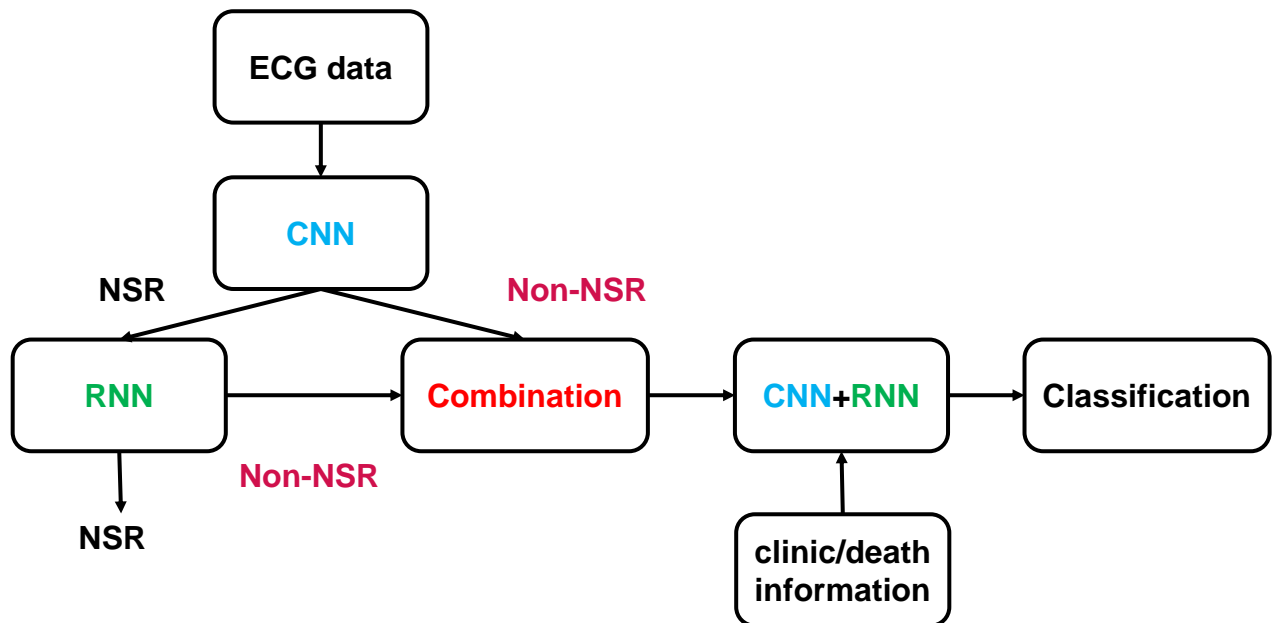 ECG data
CNN
NSR
Non-NSR
RNN
Combination
CNN+RNN
Classification
Non-NSR
NSR
clinic/death
information